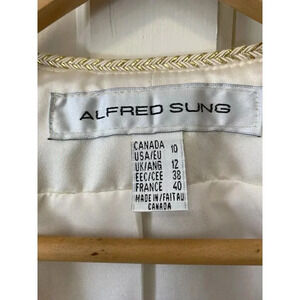 ALFRED SUNG
CANADA 10
USA/EU
UK/ANG 12
EEC/CEE 38
FRANCE 40
MADE IN/FAIT AU
CANADA